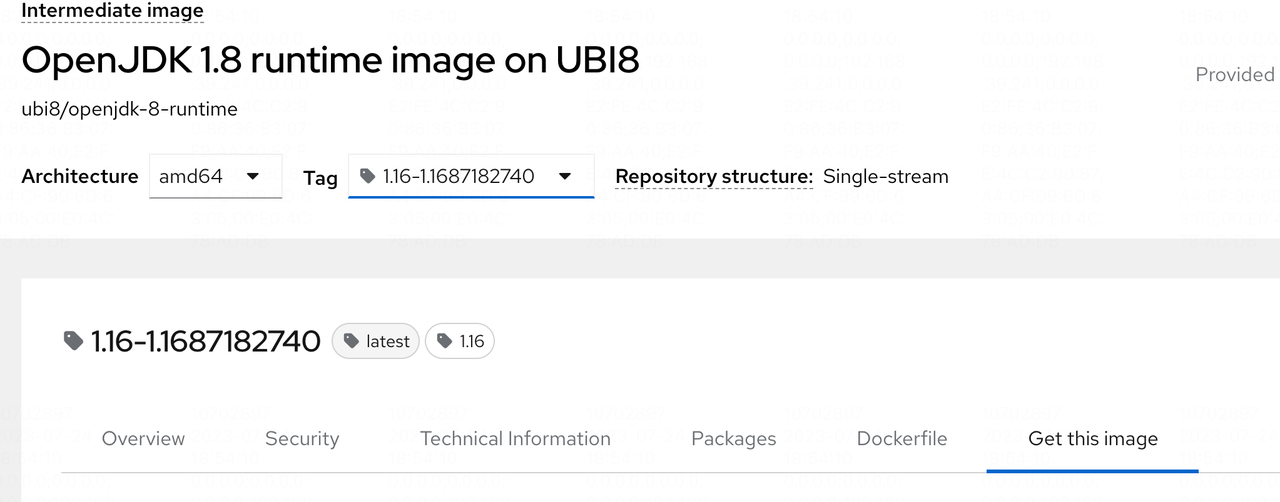 Intermediate image
OpenJDK 1.8 runtime image on UBI8
Provided
ubi8/openjdk-8-runtime
Architecture amd64 Tag 1.16-1.1687182740 Repository structure: Single-stream
1.16-1.1687182740 latest 1.16
Overview Security Technical Information Packages Dockerfile Get this image